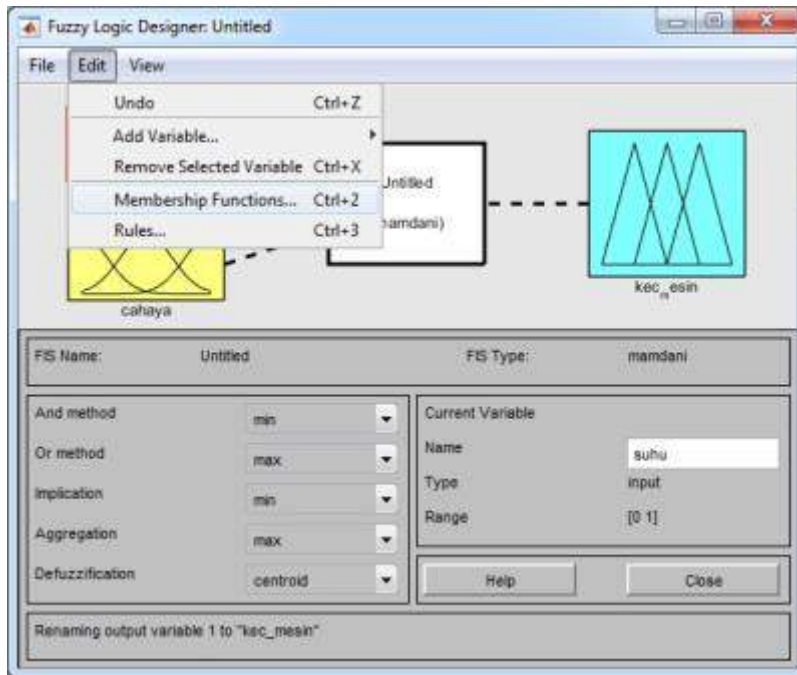 Fuzzy Logic Designer: Untitled
File Edit View
Undo Ctrl+Z
Add Variable...
Remove Selected Variable Ctrl+X
Membership Functions... Ctrl+2
Rules... Ctrl+3
Untitled
mamdani)
cahaya
kec_mesin
FIS Name: Untitled FIS Type: mamdani
And method min
Or method max
Implication min
Aggregation max
Defuzzification centroid
Current Variable
Name suhu
Type input
Range [0 1]
Help Close
Renaming output variable 1 to "kec_mesin"